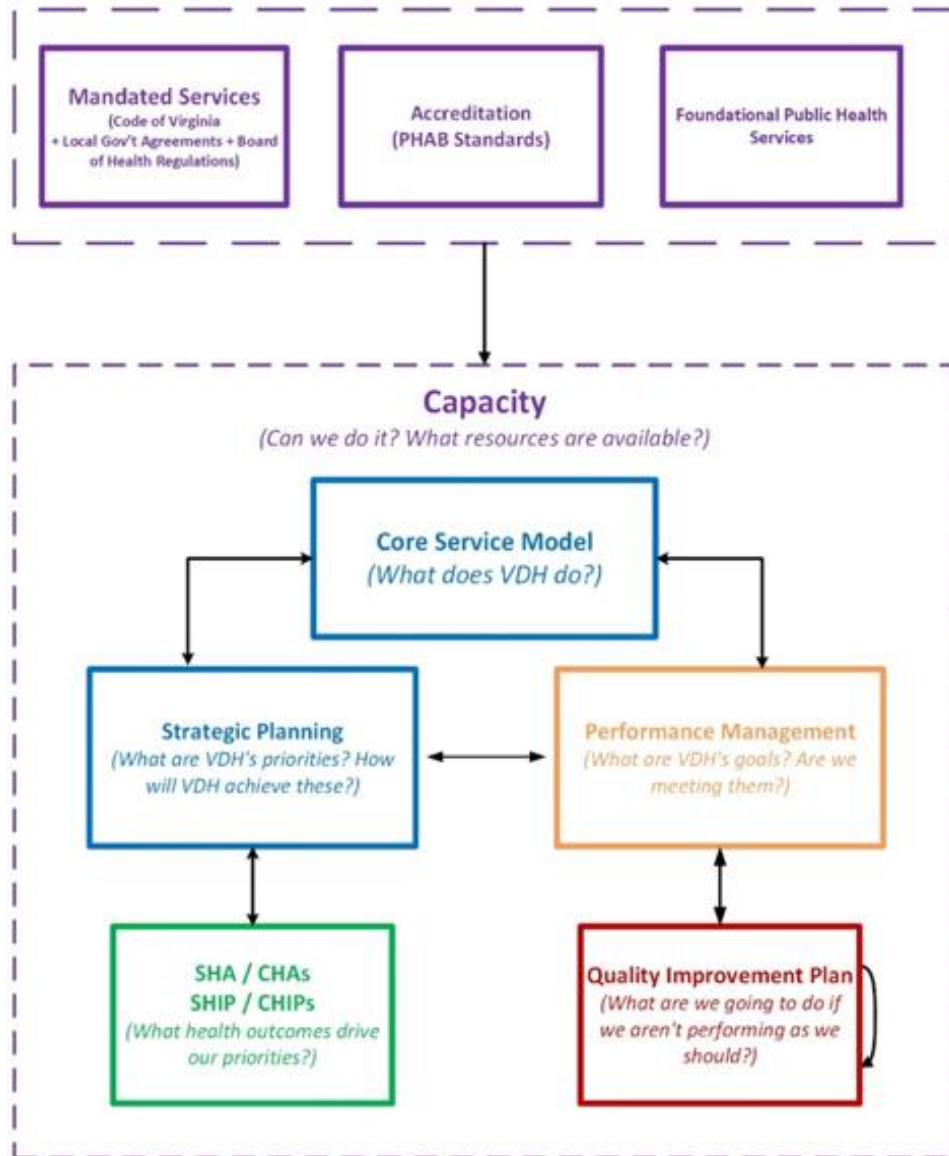 Mandated Services
(Code of Virginia
+ Local Gov't Agreements + Board
of Health Regulations)
Accreditation
(PHAB Standards)
Foundational Public Health
Services
Capacity
(Can we do it? What resources are available?)
Core Service Model
(What does VDH do?)
Strategic Planning
(What are VDH's priorities? How
will VDH achieve these?)
Performance Management
(What are VDH's goals? Are we
meeting them?)
SHA / CHAs
SHIP / CHIPs
(What health outcomes drive
our priorities?)
Quality Improvement Plan
(What are we going to do if
we aren't performing as we
should?)